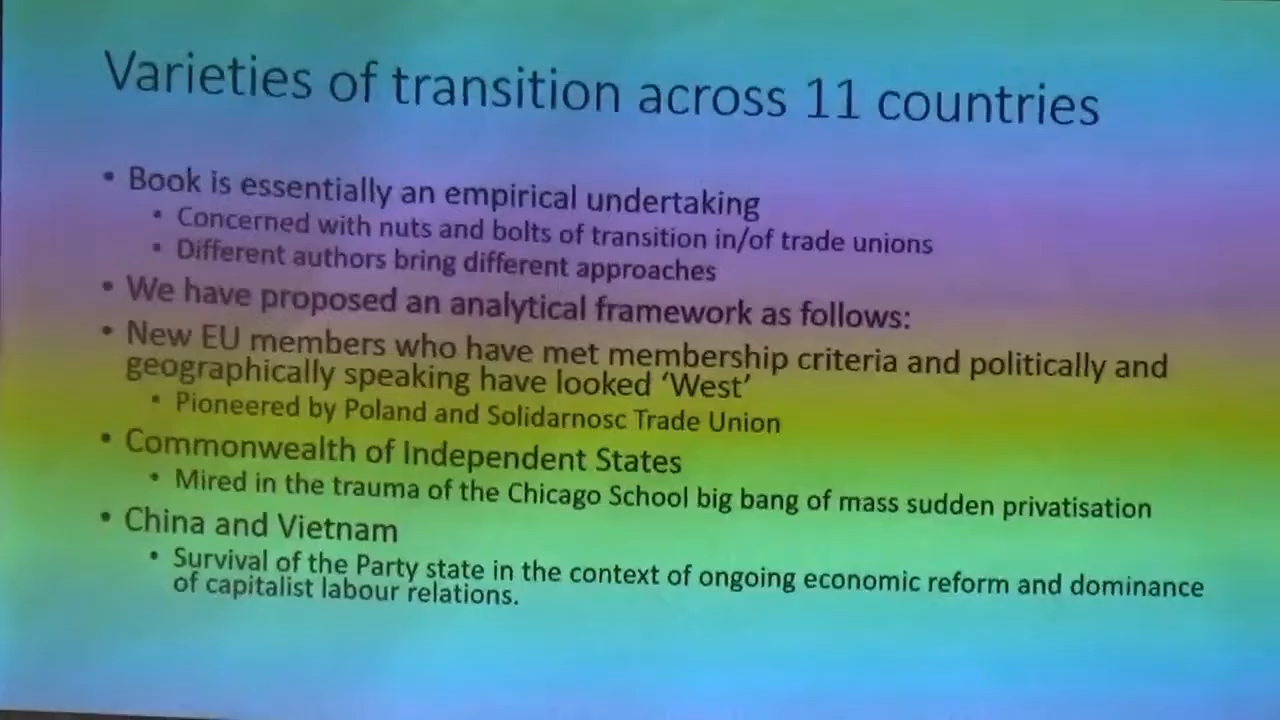 Varieties of transition across 11 countries
• Book is essentially an empirical undertaking
• Concerned with nuts and bolts of transition in/of trade unions
• Different authors bring different approaches
• We have proposed an analytical framework as follows:
• New EU members who have met membership criteria and politically and
geographically speaking have looked ‘West’
• Pioneered by Poland and Solidarnosc Trade Union
• Commonwealth of Independent States
• Mired in the trauma of the Chicago School big bang of mass sudden privatisation
• China and Vietnam
• Survival of the Party state in the context of ongoing economic reform and dominance
of capitalist labour relations.